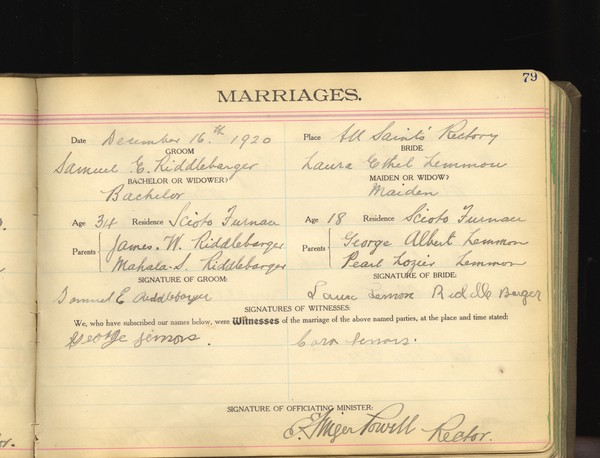 79
MARRIAGES.
Date December 16th 1920 Place All Saints' Rectory
GROOM BRIDE
Samuel E. Riddlebarger Laura Ethel Lemmon
BACHELOR OR WIDOWER? MAIDEN OR WIDOW?
Bachelor Maiden
Age 34 Residence Scioto Furnace Age 18 Residence Scioto Furnace
Parents James. W. Riddlebarger Parents George Albert Lemmon
Mahala. S. Riddlebarger Pearl Lozier Lemmon
SIGNATURE OF GROOM: SIGNATURE OF BRIDE:
Samuel E Riddlebarger Laura Lemon Riddle Barger
SIGNATURES OF WITNESSES:
We, who have subscribed our names below, were Witnesses of the marriage of the above named parties, at the place and time stated:
George . Cora .
SIGNATURE OF OFFICIATING MINISTER:
Powell Rector.
or.